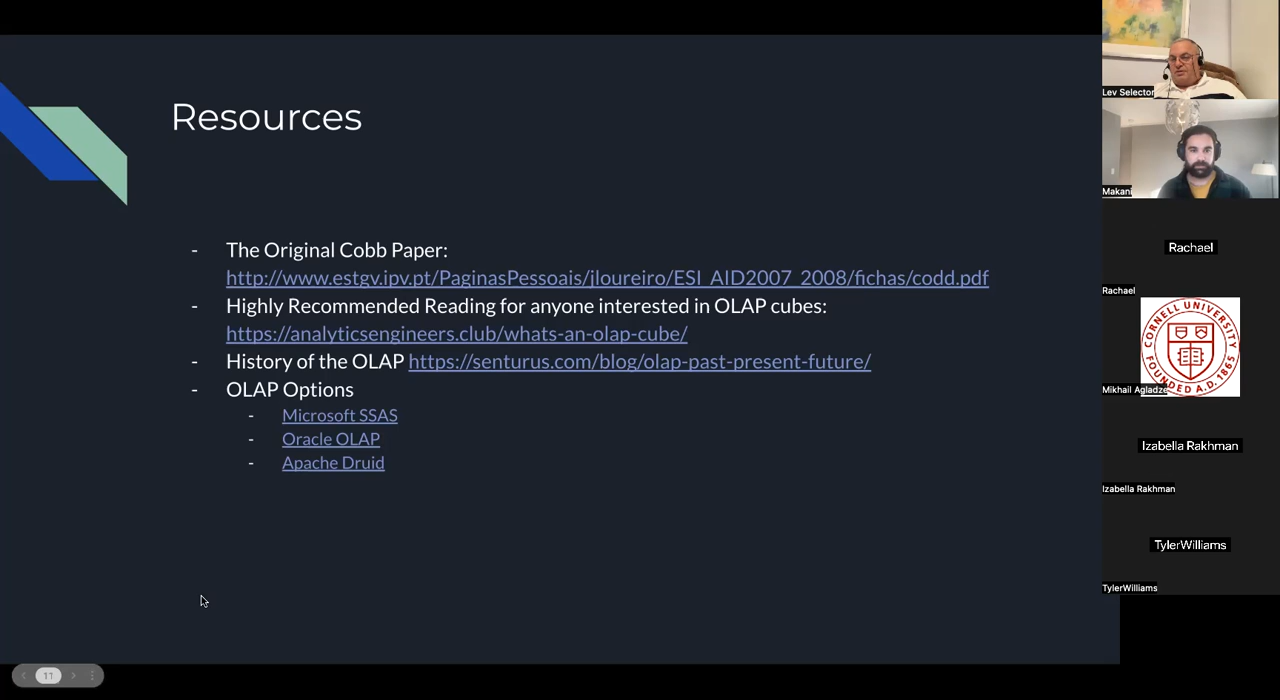 Resources
- The Original Cobb Paper:
http://www.estgv.ipv.pt/PaginasPessoais/jloureiro/ESI_AID2007_2008/fichas/codd.pdf
- Highly Recommended Reading for anyone interested in OLAP cubes:
https://analyticsengineers.club/whats-an-olap-cube/
- History of the OLAP https://senturus.com/blog/olap-past-present-future/
- OLAP Options
- Microsoft SSAS
- Oracle OLAP
- Apache Druid
11
Lev Selector
Makani
Rachael
Rachael
CORNELL UNIVERSITY
FOUNDED A.D. 1865
Mikhail Agladze
Izabella Rakhman
Izabella Rakhman
TylerWilliams
TylerWilliams